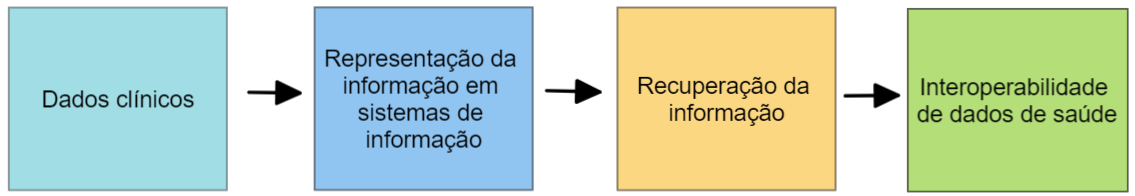 Dados clínicos
Representação da
informação em
sistemas de
informação
Recuperação da
informação
Interoperabilidade
de dados de saúde